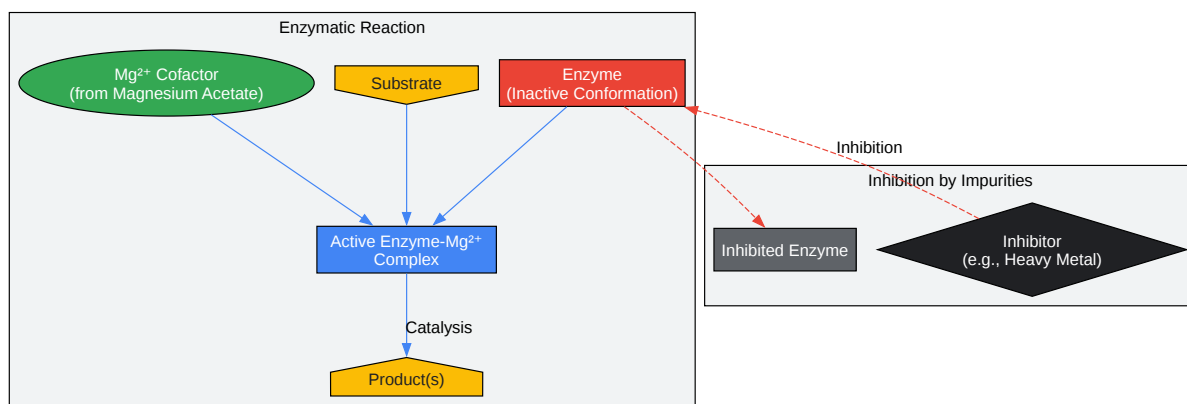 Enzymatic Reaction
Mg²⁺ Cofactor
(from Magnesium Acetate)
Substrate
Enzyme
(Inactive Conformation)
Inhibition
Inhibition by Impurities
Active Enzyme-Mg²⁺
Complex
Inhibited Enzyme
Inhibitor
(e.g., Heavy Metal)
Catalysis
Product(s)